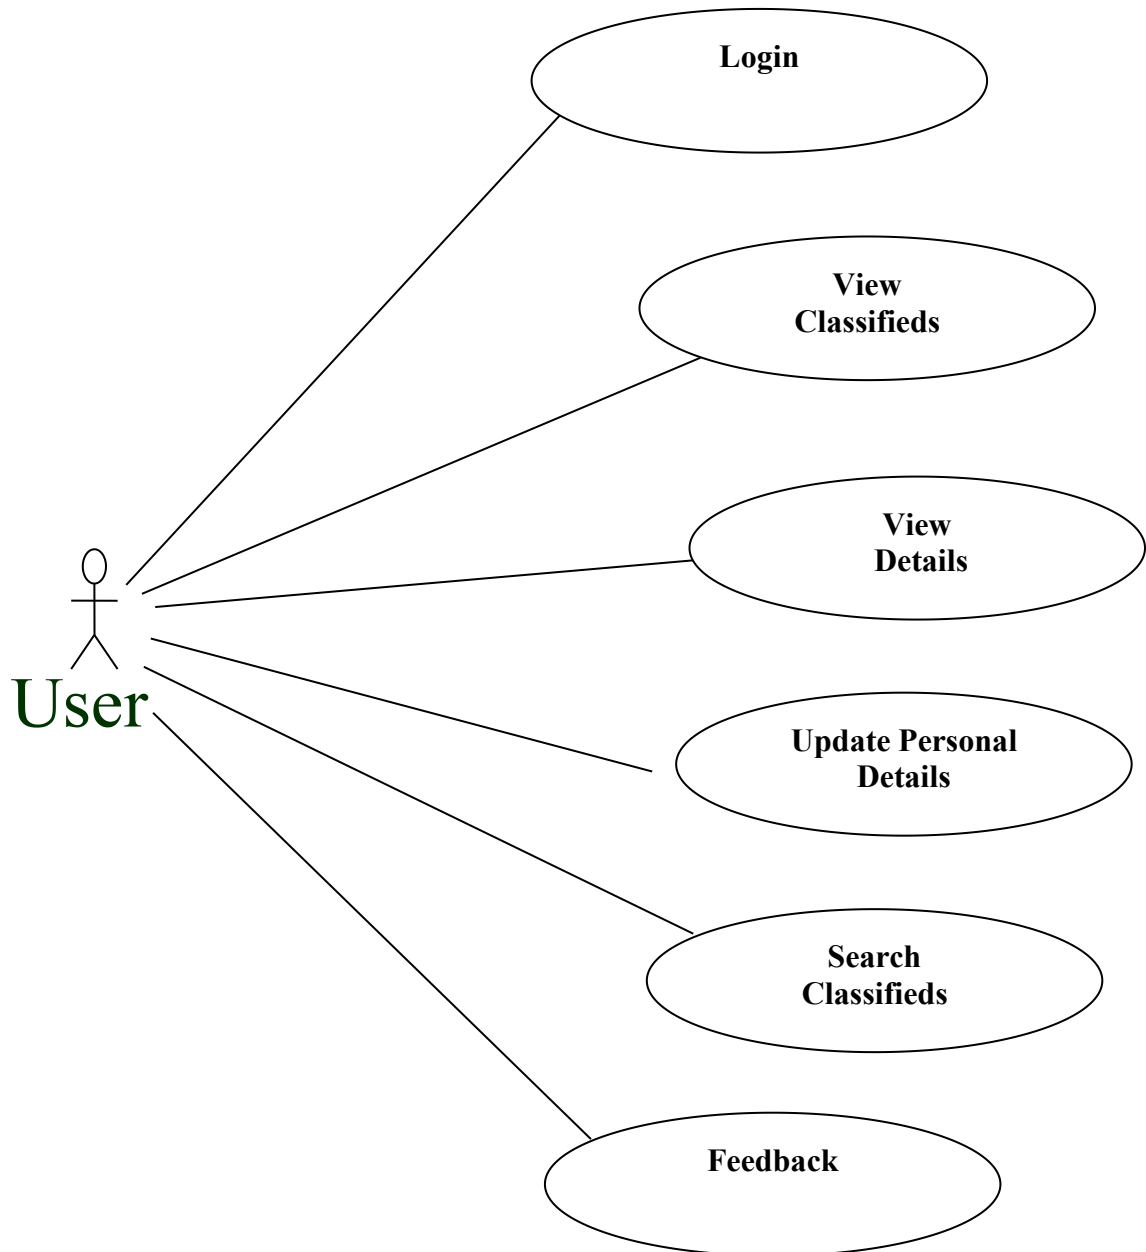 Login
View
Classifieds
View
Details
User
Update Personal
Details
Search
Classifieds
Feedback